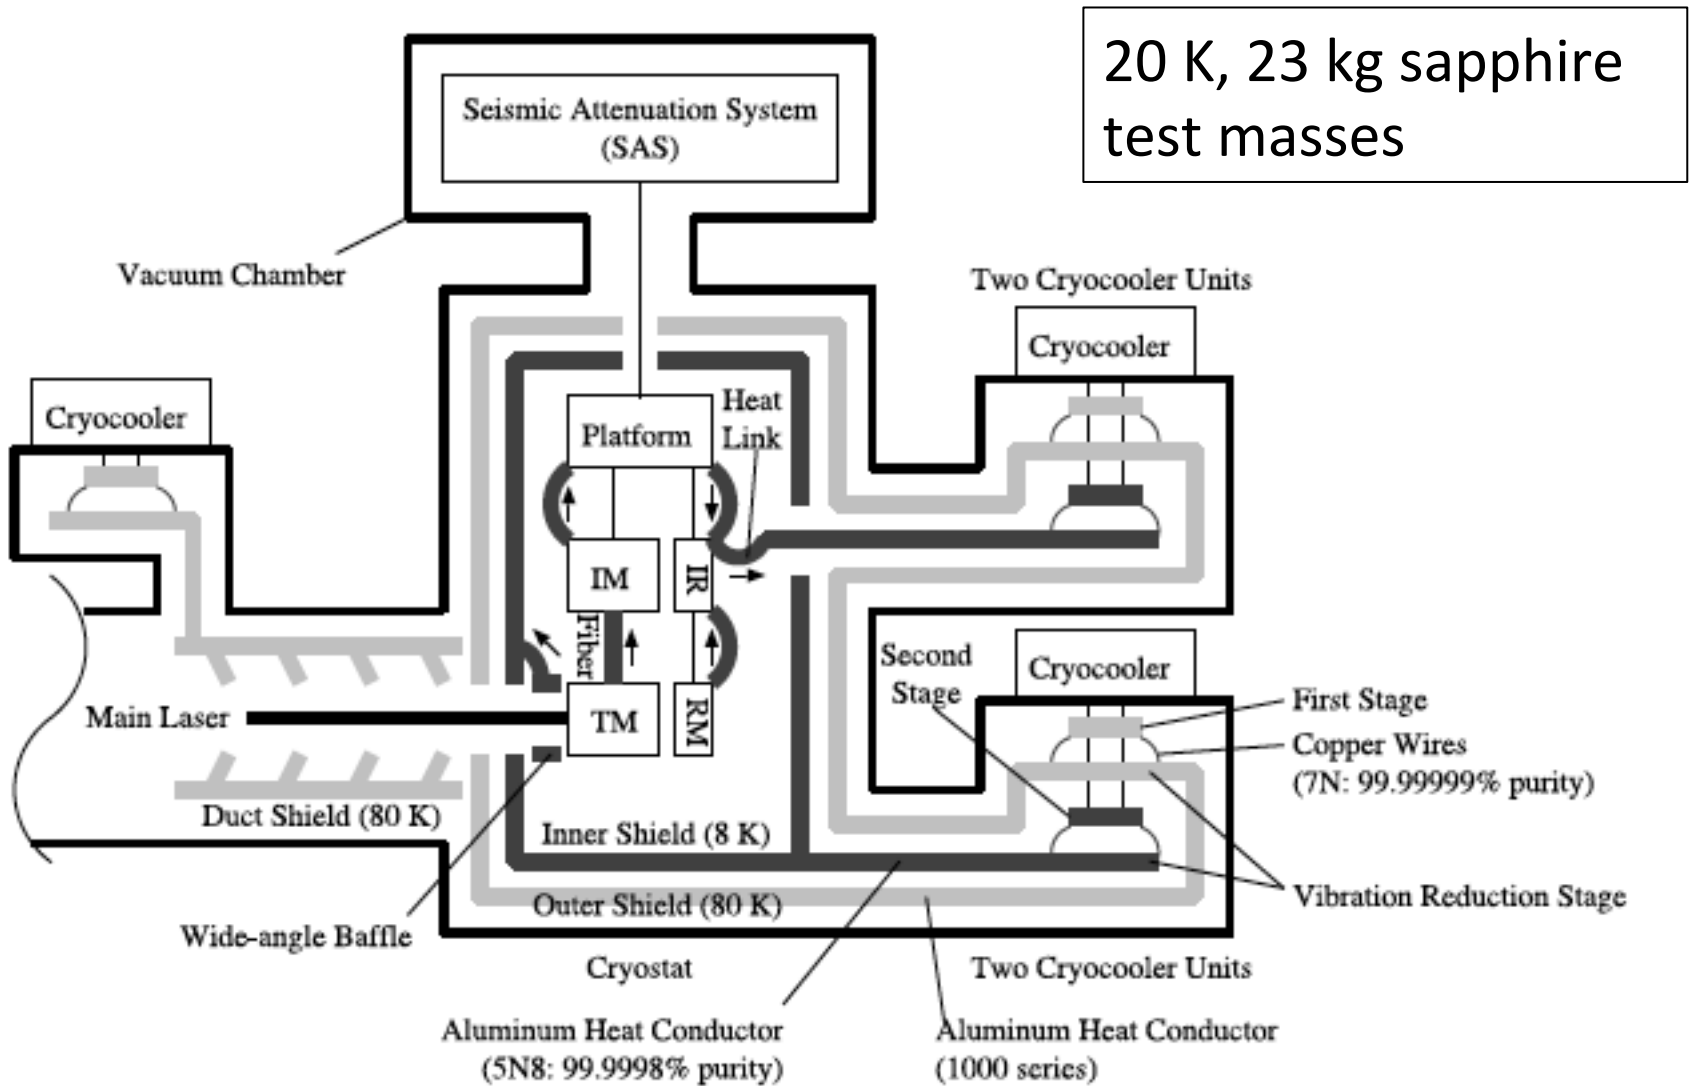 20 K, 23 kg sapphire
test masses
Seismic Attenuation System
(SAS)
Vacuum Chamber
Two Cryocooler Units
Cryocooler
Cryocooler
Heat
Link
Platform
IM
IR
Fiber
TM
RM
Main Laser
Second
Stage
Cryocooler
First Stage
Copper Wires
(7N: 99.99999% purity)
Duct Shield (80 K)
Inner Shield (8 K)
Outer Shield (80 K)
Vibration Reduction Stage
Wide-angle Baffle
Cryostat
Two Cryocooler Units
Aluminum Heat Conductor
(5N8: 99.9998% purity)
Aluminum Heat Conductor
(1000 series)